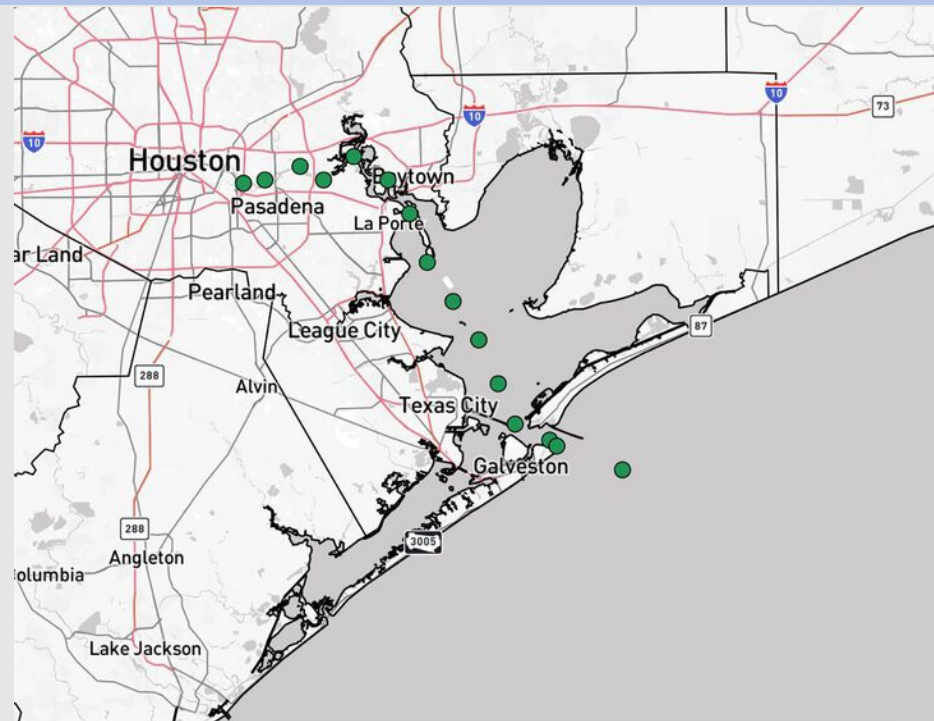 10
73
10
10
Houston
Baytown
Pasadena
La Porte
ar Land
Pearland
87
League City
288
Alvin
Texas City
Galveston
288
3005
Angleton
olumbia
Lake Jackson